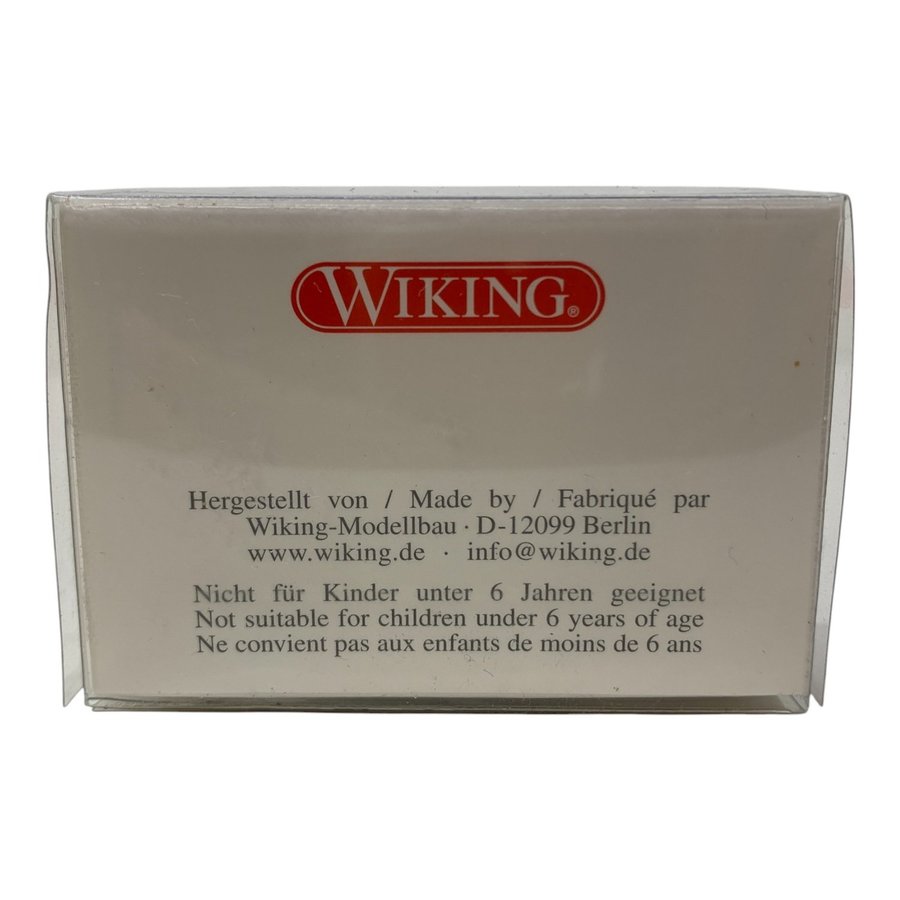 WIKING®
Hergestellt von / Made by / Fabriqué par
Wiking-Modellbau · D-12099 Berlin
www.wiking.de · info@wiking.de
Nicht für Kinder unter 6 Jahren geeignet
Not suitable for children under 6 years of age
Ne convient pas aux enfants de moins de 6 ans